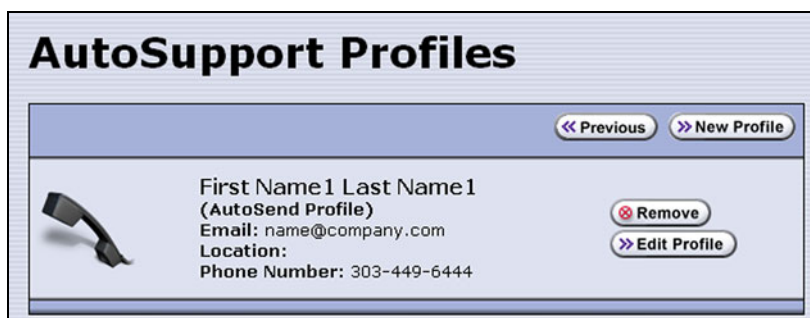 AutoSupport Profiles
Previous New Profile
First Name1 Last Name1
(AutoSend Profile)
Remove
Email: name@company.com
Edit Profile
Location:
Phone Number: 303-449-6444